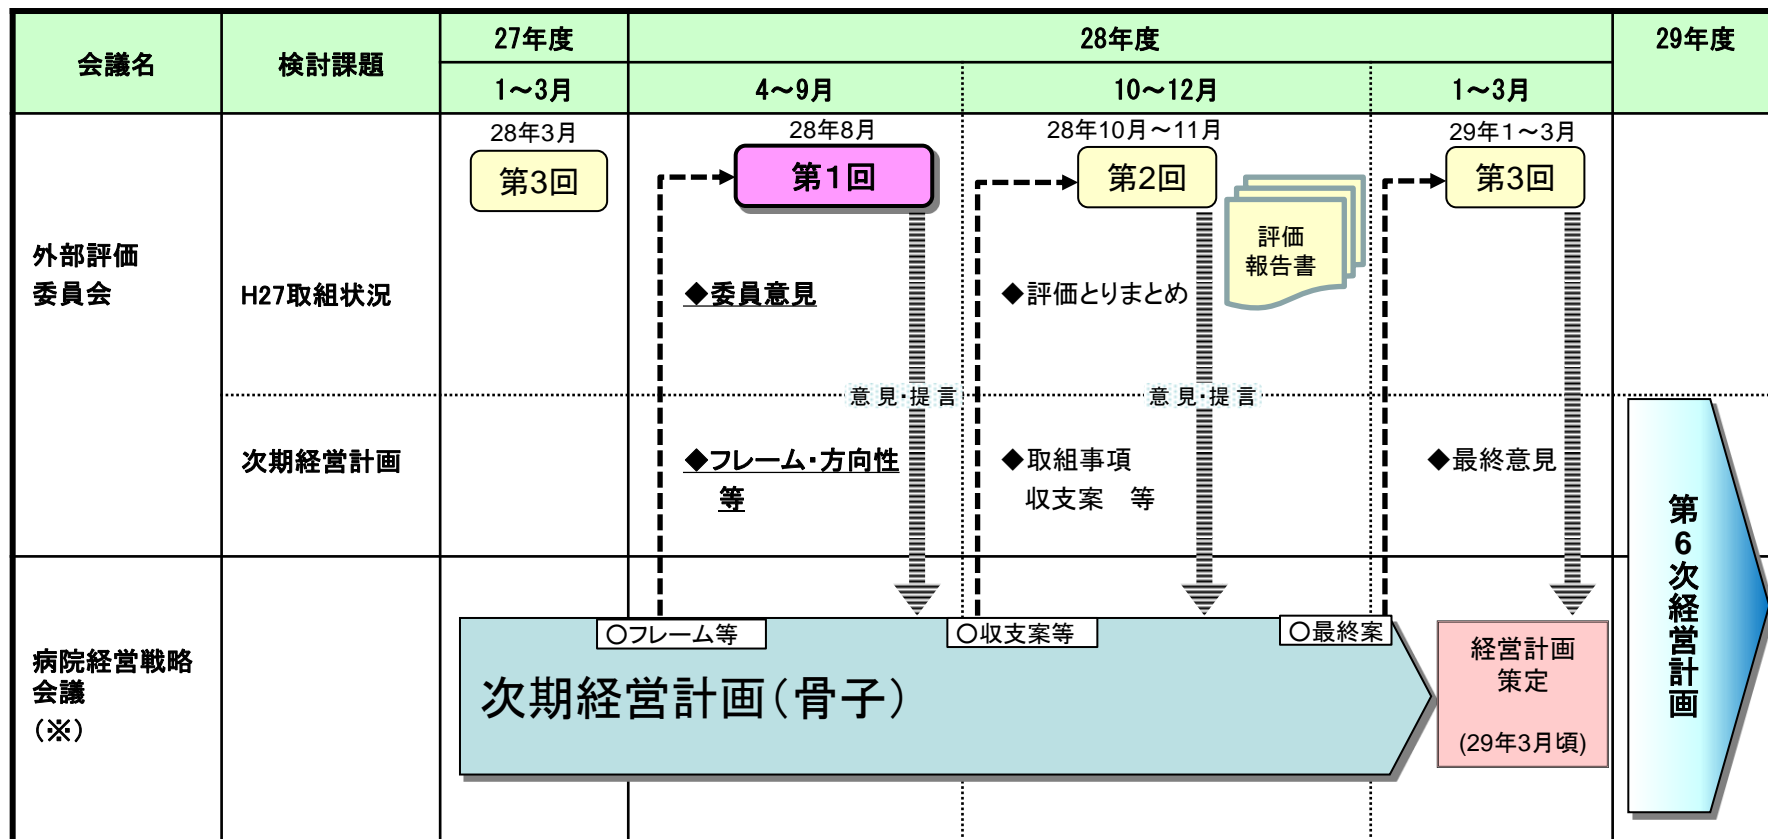 会議名
検討課題
27年度
28年度
29年度
1～3月
4～9月
10～12月
1～3月
28年3月
28年8月
28年10月～11月
29年1～3月
第3回
第1回
第2回
第3回
評価
報告書
外部評価
委員会
H27取組状況
◆委員意見
◆評価とりまとめ
意見・提言
意見・提言
次期経営計画
◆フレーム・方向性
等
◆取組事項
収支案　等
◆最終意見
第6次経営計画
病院経営戦略
会議
（※）
○フレーム等
○収支案等
○最終案
次期経営計画（骨子）
経営計画
策定
(29年3月頃)